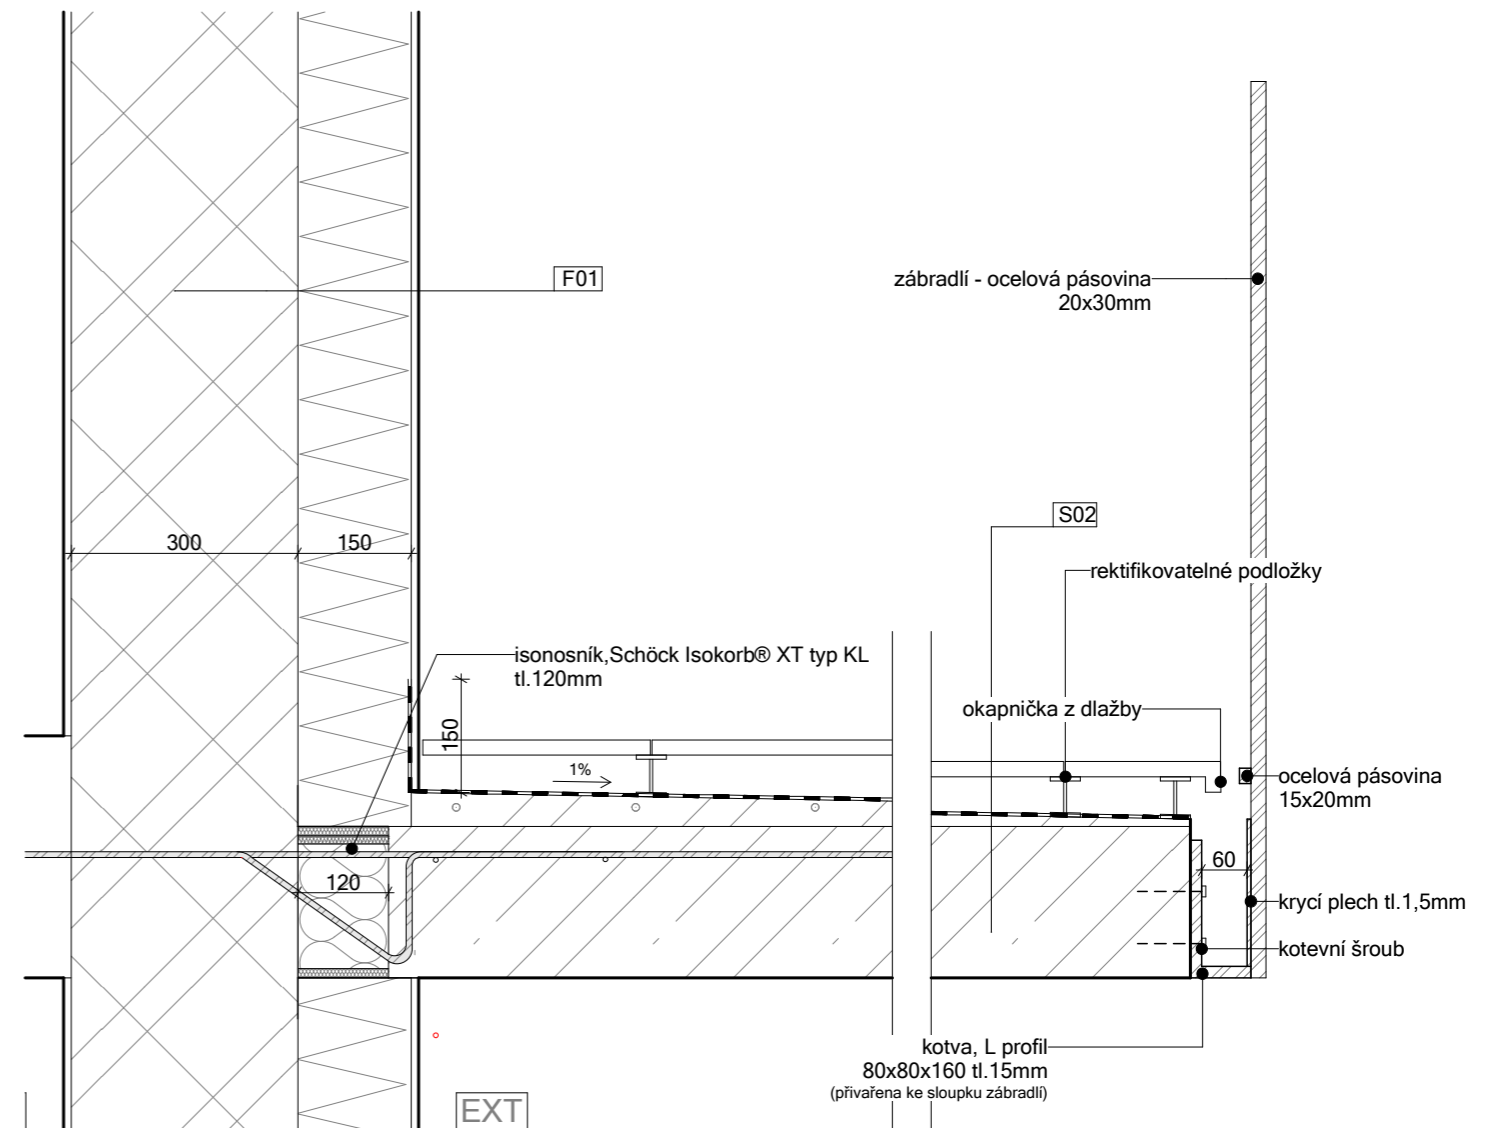 F01
zábradlí - ocelová pásovina
20x30mm
S02
300
150
rektifikovatelné podložky
isonosník,Schöck Isokorb® XT typ KL
tl.120mm
okapnička z dlažby
150
1%
ocelová pásovina
15x20mm
60
120
krycí plech tl.1,5mm
kotevní šroub
kotva, L profil
80x80x160 tl.15mm
(přivařena ke sloupku zábradlí)
EXT